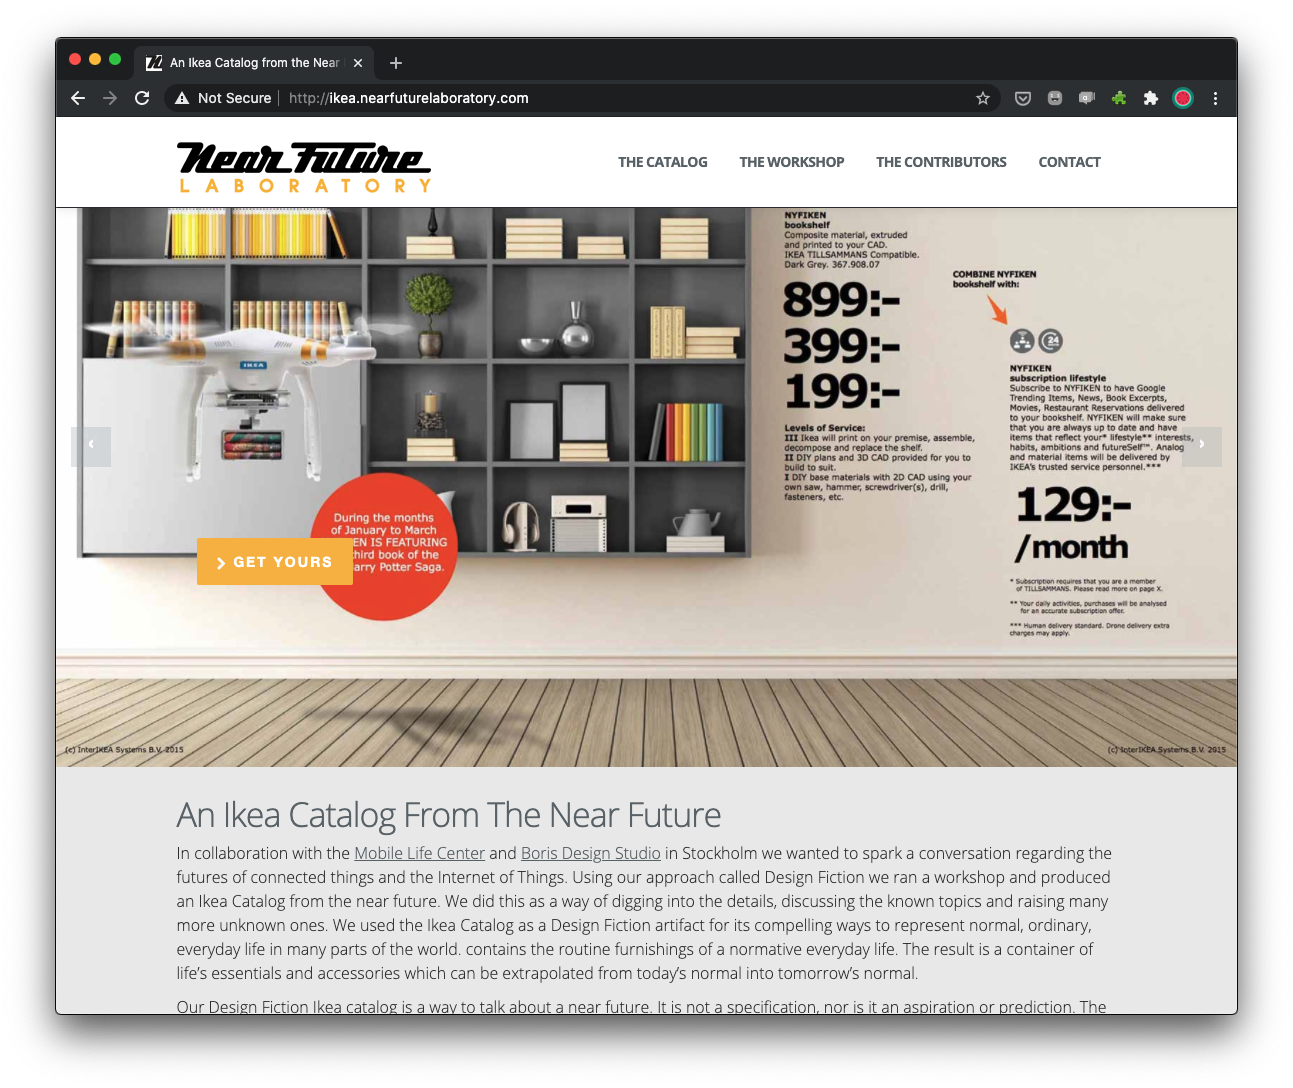 An Ikea Catalog from the Near
Not Secure
http://ikea.nearfuturelaboratory.com
Near Future
LABORATORY
THE CATALOG
THE WORKSHOP
THE CONTRIBUTORS
CONTACT
NYFIKEN
bookshelf
Composite material, extruded
and printed to your CAD.
IKEA TILLSAMMANS Compatible.
Dark Grey. 367.908.07
899:-
399:-
199:-
Levels of Service:
III Ikea will print on your premise, assemble,
decompose and replace the shelf.
II DIY plans and 3D CAD provided for you to
build to suit.
I DIY base materials with 2D CAD using your
own saw, hammer, screwdriver(s), drill,
fasteners, etc.
COMBINE NYFIKEN
bookshelf with:
24
NYFIKEN
subscription lifestyle
Subscribe to NYFIKEN to have Google
Trending Items, News, Book Excerpts,
Movies, Restaurant Reservations delivered
to your bookshelf. NYFIKEN will make sure
that you are always up to date and have
items that reflect your* lifestyle** interests,
habits, ambitions and futureSelf™. Analog
and material items will be delivered by
IKEA's trusted service personnel.***
129:-
/month
* Subscription requires that you are a member
of TILLSAMMANS. Please read more on page X.
** Your daily activities, purchases will be analysed
for an accurate subscription offer.
*** Human delivery standard. Drone delivery extra
charges may apply.
IKEA
During the months
of January to March
EN IS FEATURING
third book of the
arry Potter Saga.
GET YOURS
(c) InterIKEA Systems B.V. 2015
(c) InterIKEA Systems B.V. 2015
An Ikea Catalog From The Near Future
In collaboration with the Mobile Life Center and Boris Design Studio in Stockholm we wanted to spark a conversation regarding the
futures of connected things and the Internet of Things. Using our approach called Design Fiction we ran a workshop and produced
an Ikea Catalog from the near future. We did this as a way of digging into the details, discussing the known topics and raising many
more unknown ones. We used the Ikea Catalog as a Design Fiction artifact for its compelling ways to represent normal, ordinary,
everyday life in many parts of the world. contains the routine furnishings of a normative everyday life. The result is a container of
life's essentials and accessories which can be extrapolated from today's normal into tomorrow's normal.
Our Design Fiction Ikea catalog is a way to talk about a near future. It is not a specification, nor is it an aspiration or prediction. The